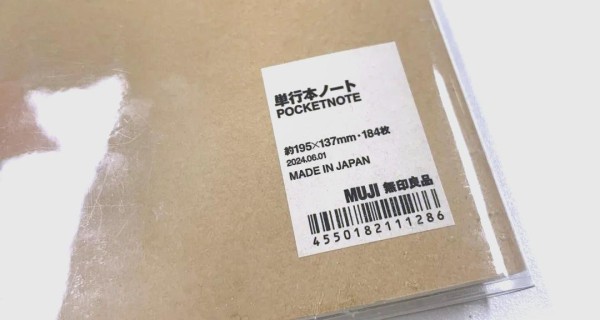 単行本ノート
POCKETNOTE
約195×137mm・184枚
2024.06.01
MADE IN JAPAN
MUJI 無印良品
4550182111286